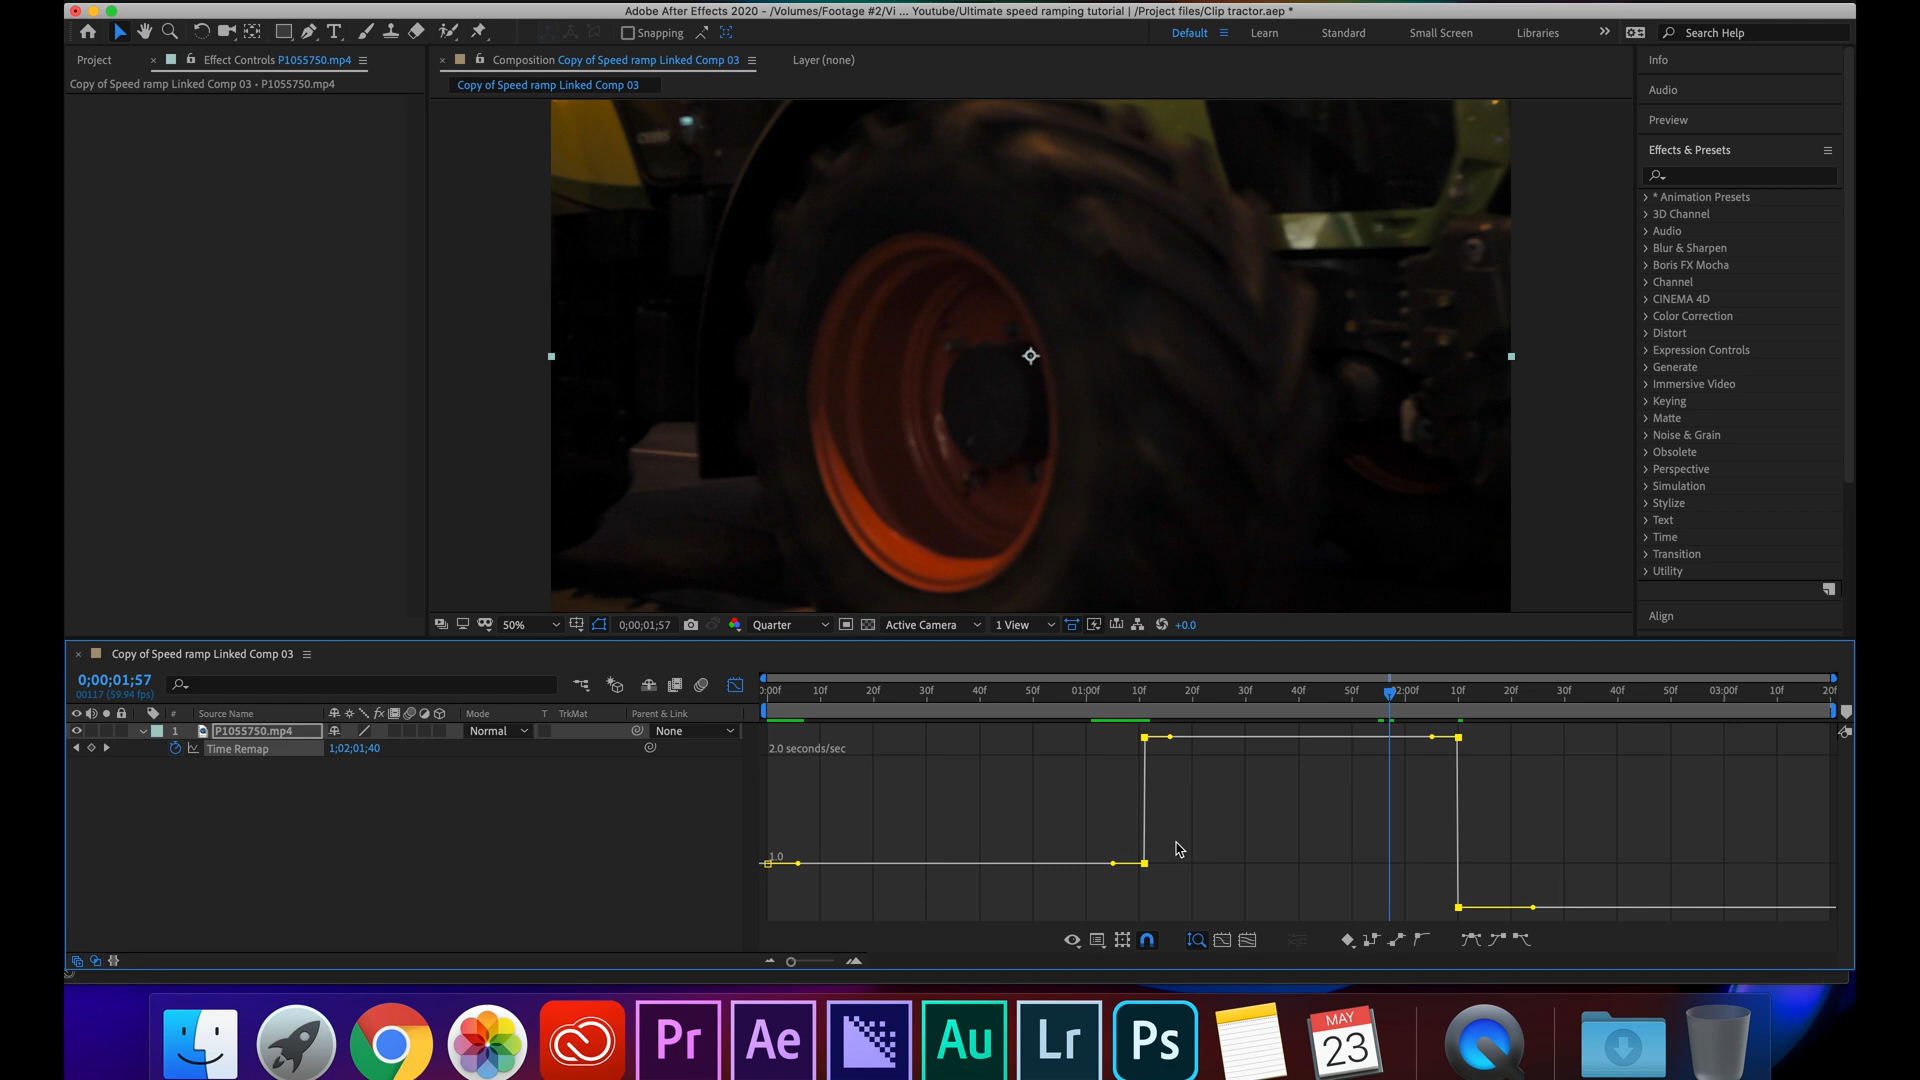 Adobe After Effects 2020 - /Volumes/Footage #2/Vi ... Youtube/Ultimate speed ramping tutorial | /Project files/Clip tractor.aep *
Snapping
Default
Learn
Standard
Small Screen
Libraries
Search Help
Project
Effect Controls P1055750.mp4
Composition Copy of Speed ramp Linked Comp 03
Layer (none)
Copy of Speed ramp Linked Comp 03 • P1055750.mp4
Copy of Speed ramp Linked Comp 03
Info
Audio
Preview
Effects & Presets
* Animation Presets
3D Channel
Audio
Blur & Sharpen
Boris FX Mocha
Channel
CINEMA 4D
Color Correction
Distort
Expression Controls
Generate
Immersive Video
Keying
Matte
Noise & Grain
Obsolete
Perspective
Simulation
Stylize
Text
Time
Transition
Utility
Align
50%
0;00;01;57
Quarter
Active Camera
1 View
+0.0
Copy of Speed ramp Linked Comp 03
0;00;01;57
00117 (59.94 fps)
0:00f 10f 20f 30f 40f 50f 01:00f 10f 20f 30f 40f 50f 02:00f 10f 20f 30f 40f 50f 03:00f 10f 20f
# Source Name Mode T TrkMat Parent & Link
1 P1055750.mp4 Normal None
Time Remap 1;02;01;40
2.0 seconds/sec
1.0
Pr
Ae
Au
Lr
Ps
MAY
23